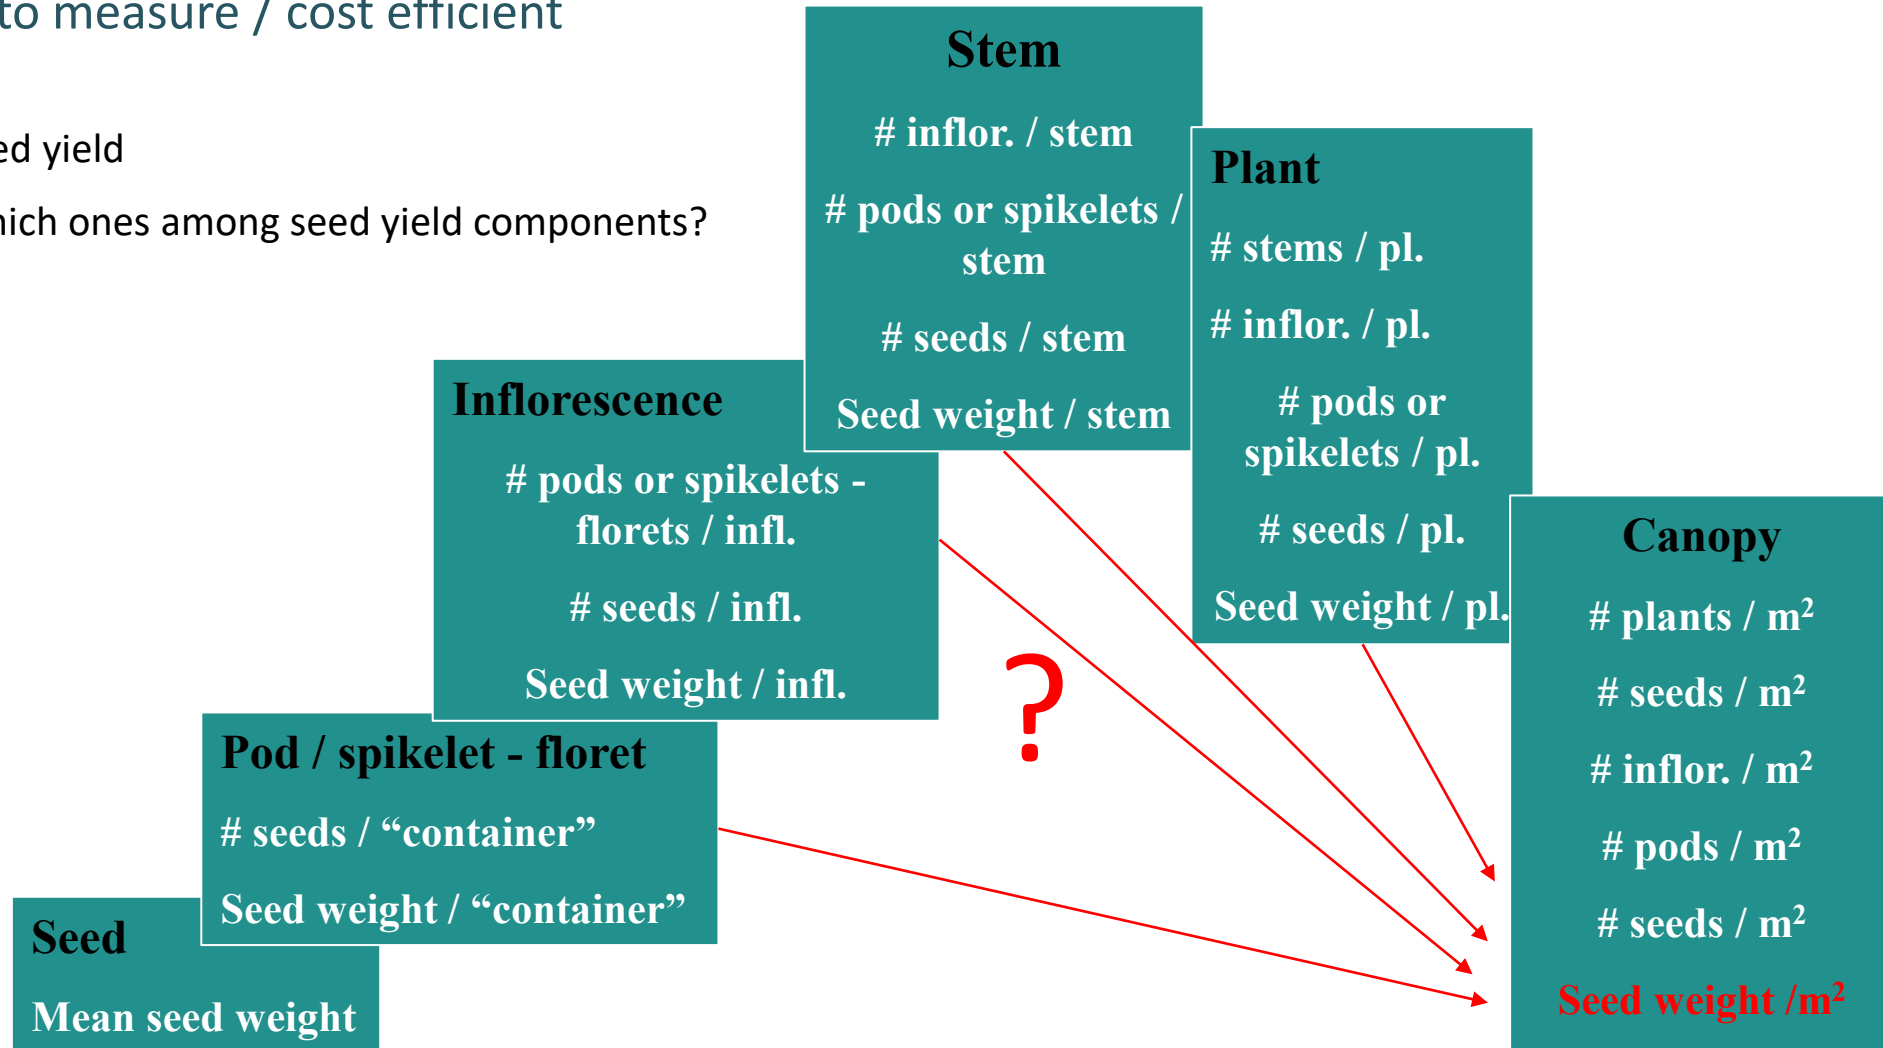 to measure / cost efficient
ed yield
hich ones among seed yield components?
Stem
# inflor. / stem
# pods or spikelets /
stem
# seeds / stem
Seed weight / stem
Plant
# stems / pl.
# inflor. / pl.
# pods or
spikelets / pl.
# seeds / pl.
Seed weight / pl.
Inflorescence
# pods or spikelets -
florets / infl.
# seeds / infl.
Seed weight / infl.
?
Canopy
# plants / m²
# seeds / m²
# inflor. / m²
# pods / m²
# seeds / m²
Seed weight /m²
Pod / spikelet - floret
# seeds / “container”
Seed weight / “container”
Seed
Mean seed weight